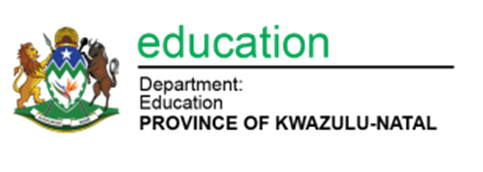 education
Department:
Education
PROVINCE OF KWAZULU-NATAL